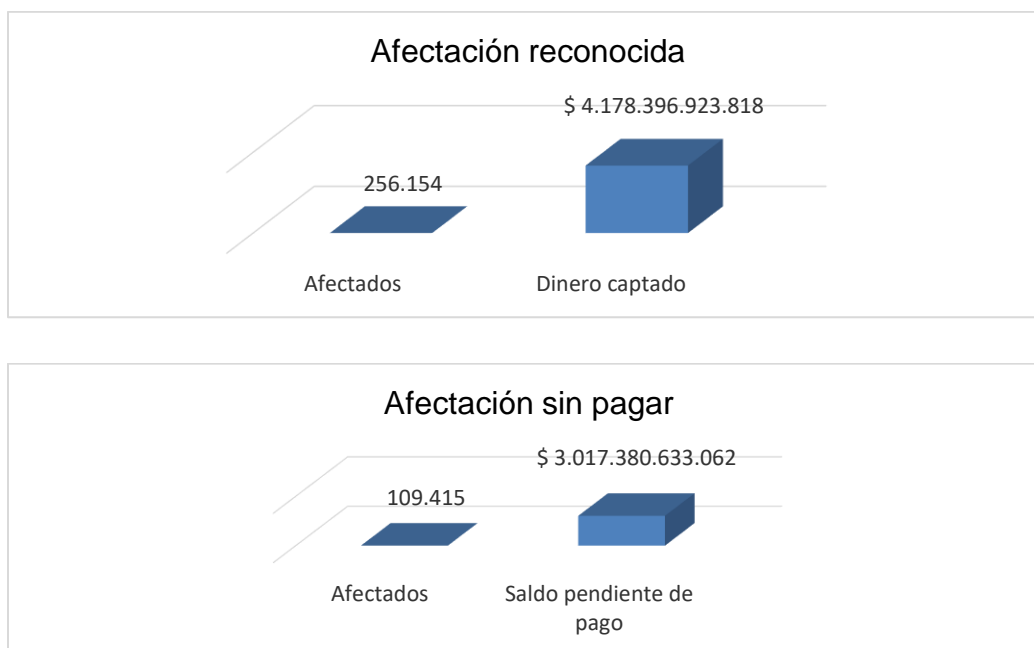 Afectación reconocida
$ 4.178.396.923.818
256.154
Afectados
Dinero captado
Afectación sin pagar
$ 3.017.380.633.062
109.415
Afectados
Saldo pendiente de
pago